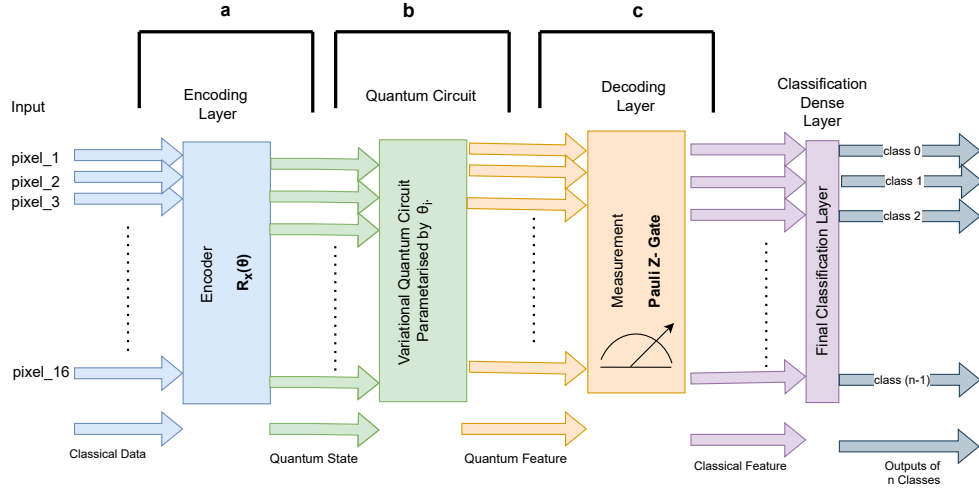 a
b
c
Encoding
Layer
Quantum Circuit
Decoding
Layer
Classification
Dense
Layer
Input
pixel_1
pixel_2
pixel_3
pixel_16
Encoder
Rx(θ)
Variational Quantum Circuit
Parametarised by θi.
Measurement
Pauli Z- Gate
Final Classification Layer
class 0
class 1
class 2
class (n-1)
Classical Data
Quantum State
Quantum Feature
Classical Feature
Outputs of
n Classes